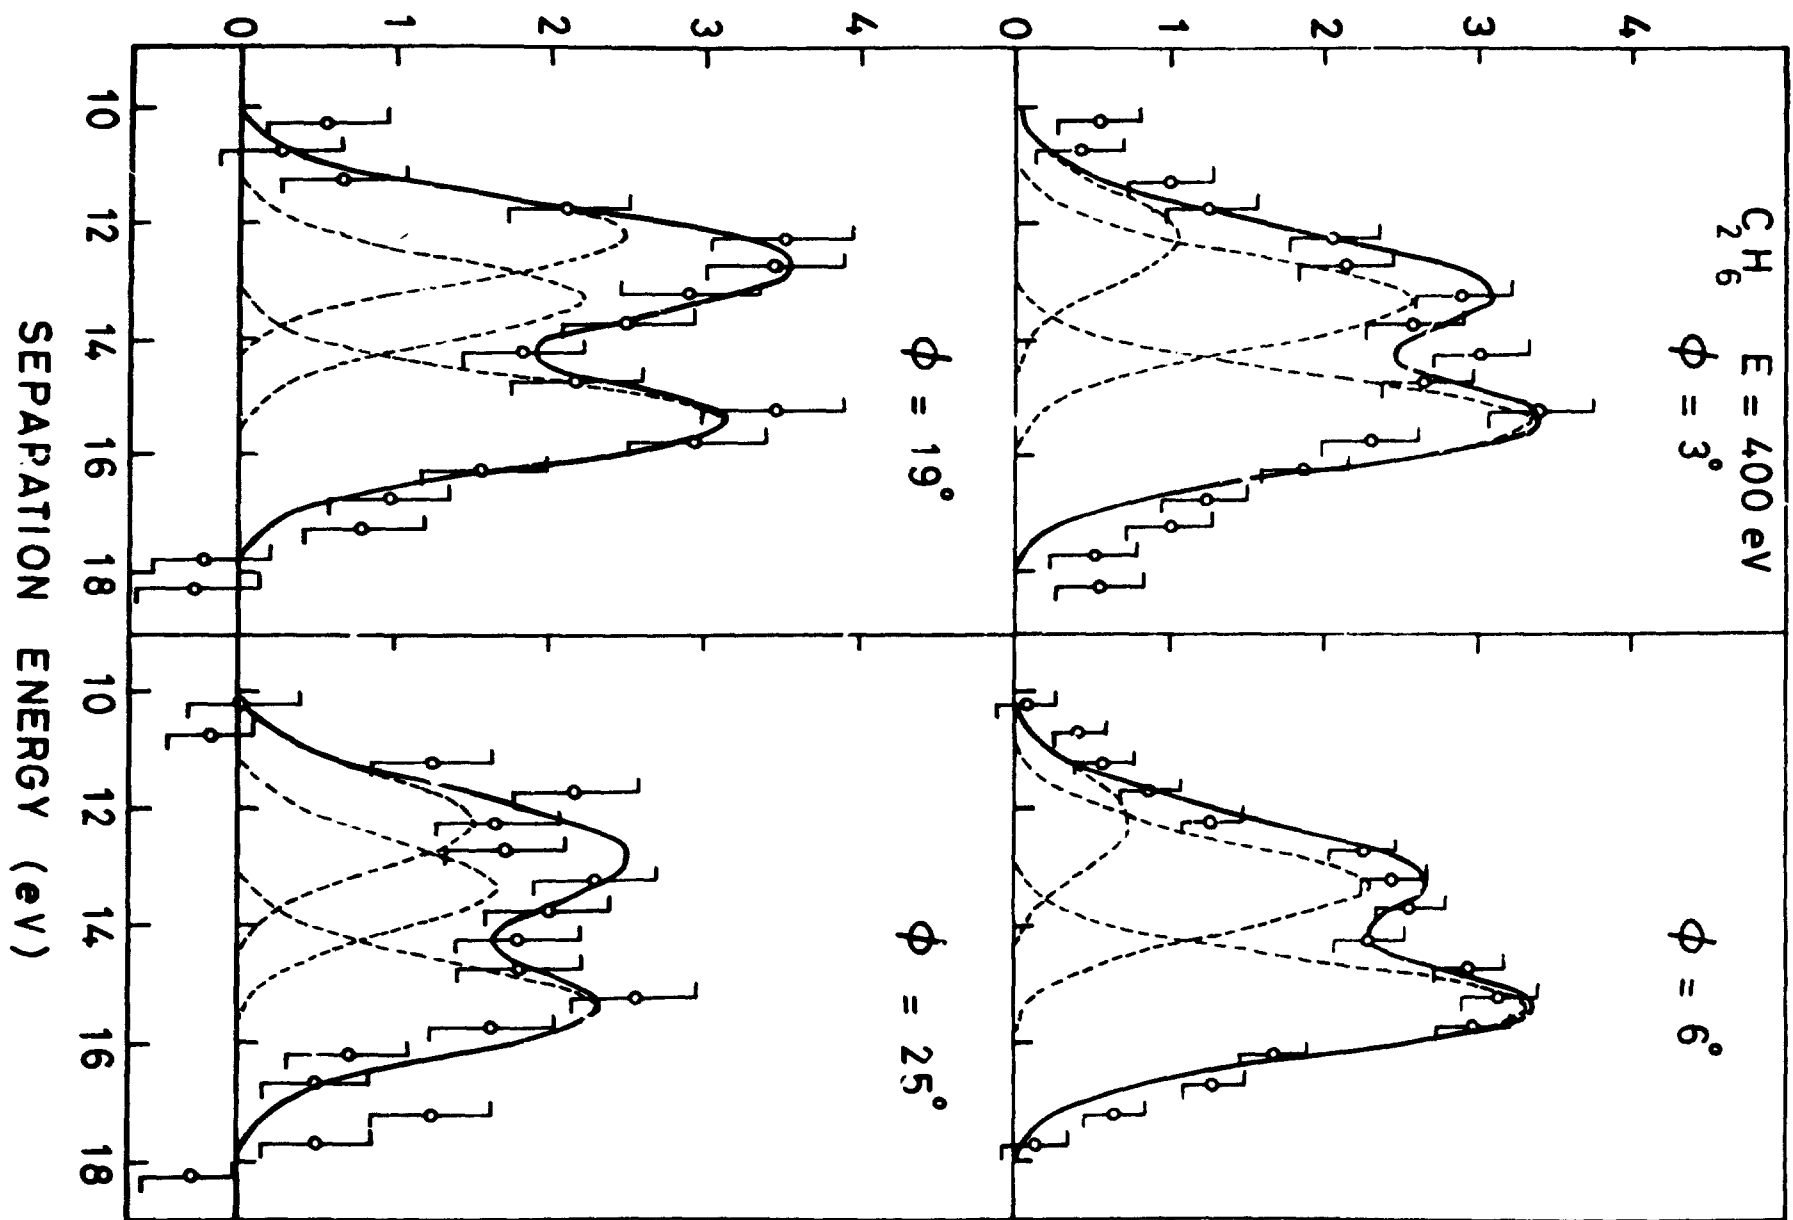 C₂H₆ E = 400 eV
ϕ = 3° ϕ = 6°
4
3
2
1
0
ϕ = 19° ϕ = 25°
4
3
2
1
0
10 12 14 16 18 10 12 14 16 18
SEPARATION ENERGY (eV)